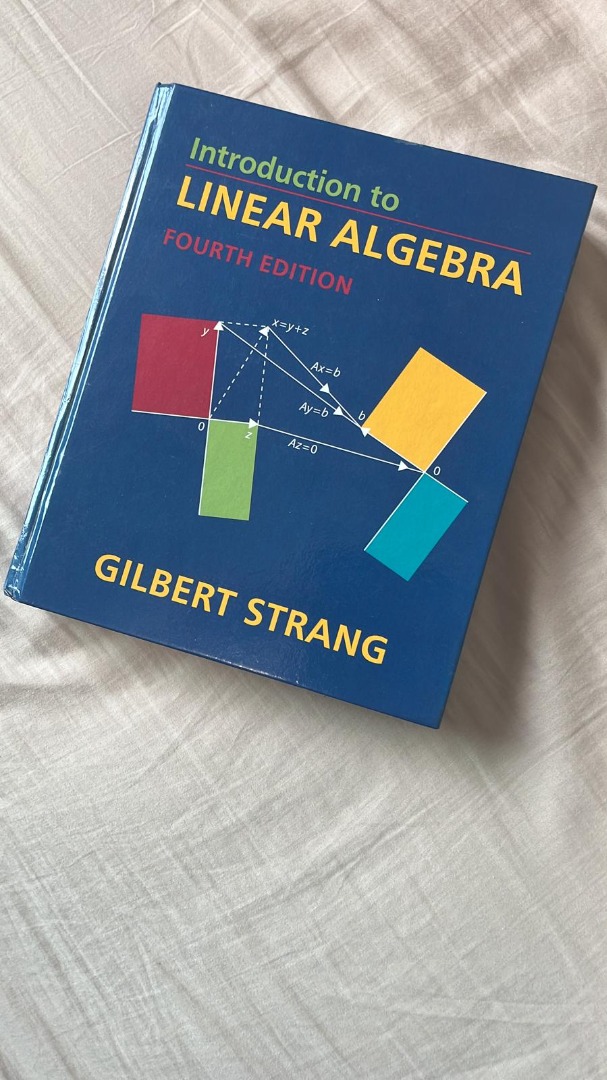 Introduction to
LINEAR ALGEBRA
FOURTH EDITION
y
x=y+z
Ax=b
Ay=b
b
0
z
Az=0
0
GILBERT STRANG